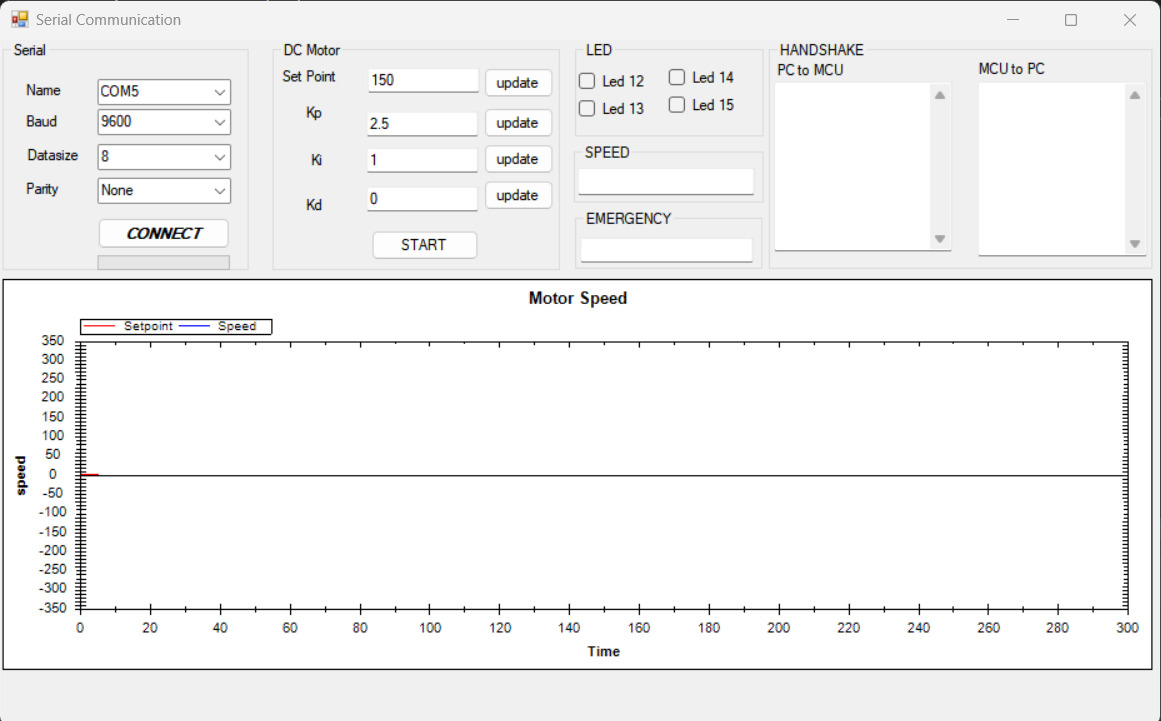 Serial Communication
Serial
Name COM5
Baud 9600
Datasize 8
Parity None
CONNECT
DC Motor
Set Point 150 update
Kp 2.5 update
Ki 1 update
Kd 0 update
START
LED
Led 12 Led 14
Led 13 Led 15
SPEED
EMERGENCY
HANDSHAKE
PC to MCU MCU to PC
Motor Speed
Setpoint Speed
350
300
250
200
150
100
50
0
-50
-100
-150
-200
-250
-300
-350
speed
0 20 40 60 80 100 120 140 160 180 200 220 240 260 280 300
Time